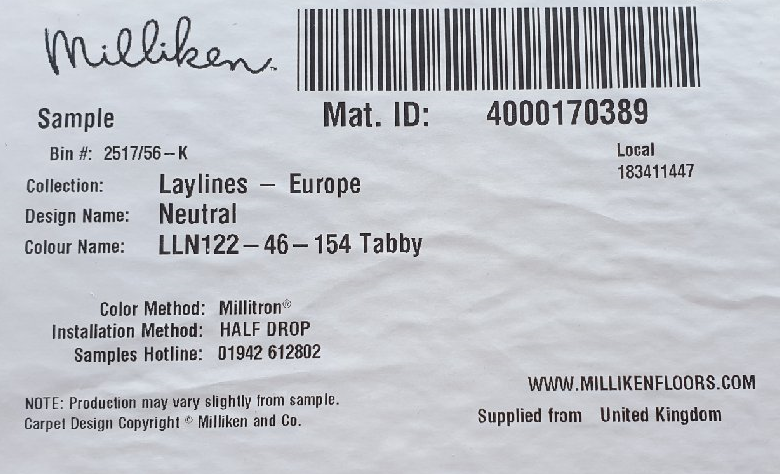 Milliken.
Mat. ID: 4000170389
Sample
Bin #: 2517/56-K
Local
183411447
Collection: Laylines - Europe
Design Name: Neutral
Colour Name: LLN122-46-154 Tabby
Color Method: Millitron®
Installation Method: HALF DROP
Samples Hotline: 01942 612802
WWW.MILLIKENFLOORS.COM
NOTE: Production may vary slightly from sample.
Carpet Design Copyright © Milliken and Co.
Supplied from United Kingdom